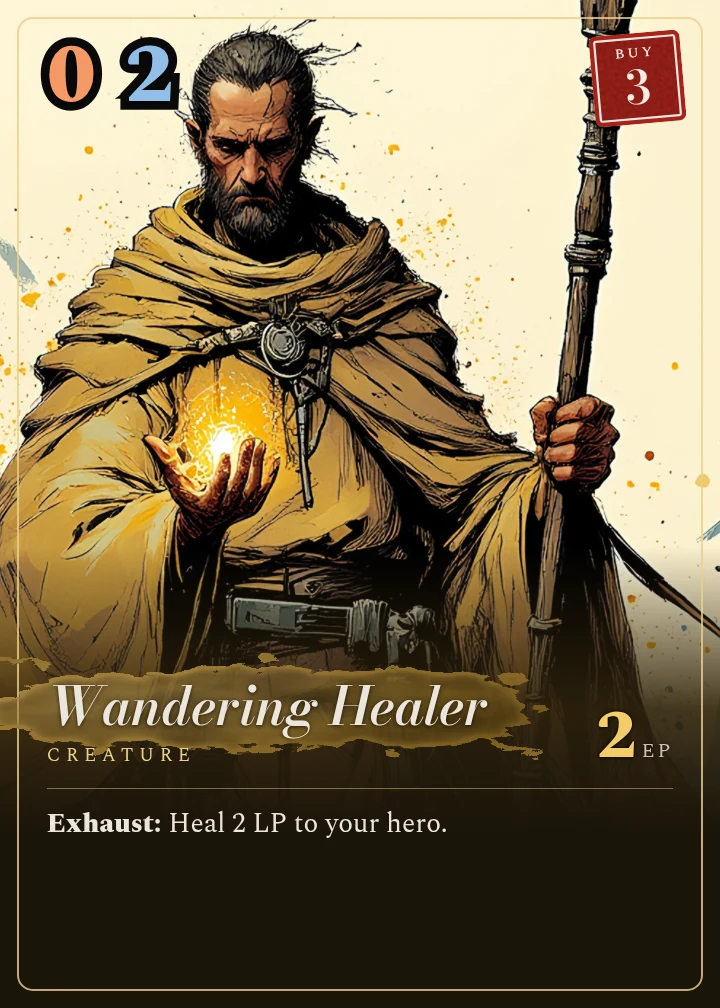 0 2
BUY
3
Wandering Healer
CREATURE
2 EP
Exhaust: Heal 2 LP to your hero.